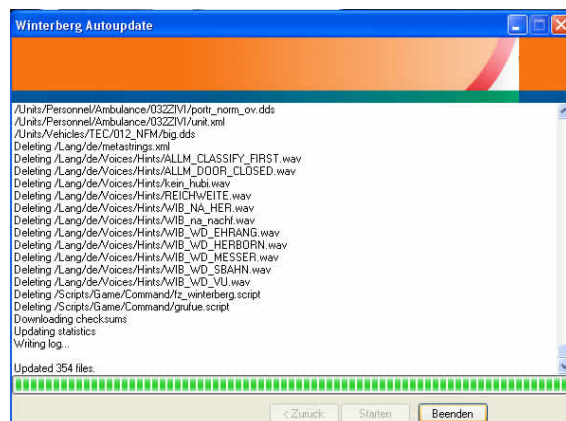 Winterberg Autoupdate
/Units/Personnel/Ambulance/032ZIVI/portr_norm_ov.dds
/Units/Personnel/Ambulance/032ZIVI/unit.xml
/Units/Vehicles/TEC/012_NFM/big.dds
Deleting /Lang/de/metastrings.xml
Deleting /Lang/de/Voices/Hints/ALLM_CLASSIFY_FIRST.wav
Deleting /Lang/de/Voices/Hints/ALLM_DOOR_CLOSED.wav
Deleting /Lang/de/Voices/Hints/kein_hubi.wav
Deleting /Lang/de/Voices/Hints/REICHWEITE.wav
Deleting /Lang/de/Voices/Hints/WIB_NA_HER.wav
Deleting /Lang/de/Voices/Hints/WIB_na_nachf.wav
Deleting /Lang/de/Voices/Hints/WIB_WD_EHRANG.wav
Deleting /Lang/de/Voices/Hints/WIB_WD_HERBORN.wav
Deleting /Lang/de/Voices/Hints/WIB_WD_MESSER.wav
Deleting /Lang/de/Voices/Hints/WIB_WD_SBAHN.wav
Deleting /Lang/de/Voices/Hints/WIB_WD_VU.wav
Deleting /Scripts/Game/Command/fz_winterberg.script
Deleting /Scripts/Game/Command/grufue.script
Downloading checksums
Updating statistics
Writing log...
Updated 354 files.
< Zurück Starten Beenden